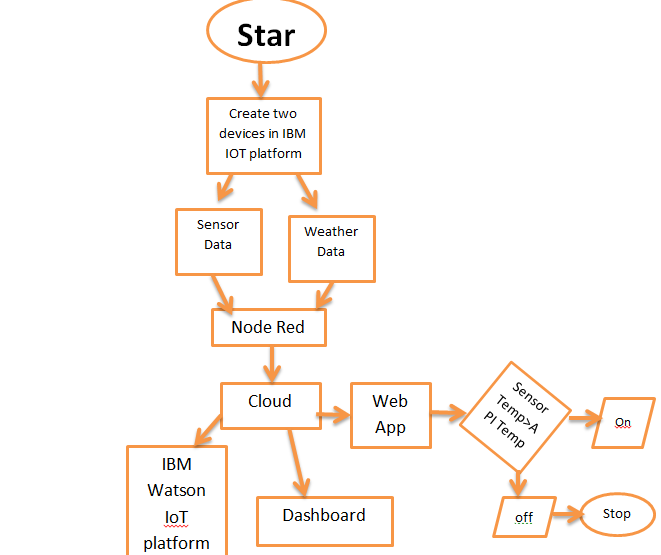 Star
Create two
devices in IBM
IOT platform
Sensor
Data
Weather
Data
Node Red
Cloud
Web
App
Sensor
Temp>A
PI Temp
On
IBM
Watson
IoT
platform
Dashboard
off
Stop